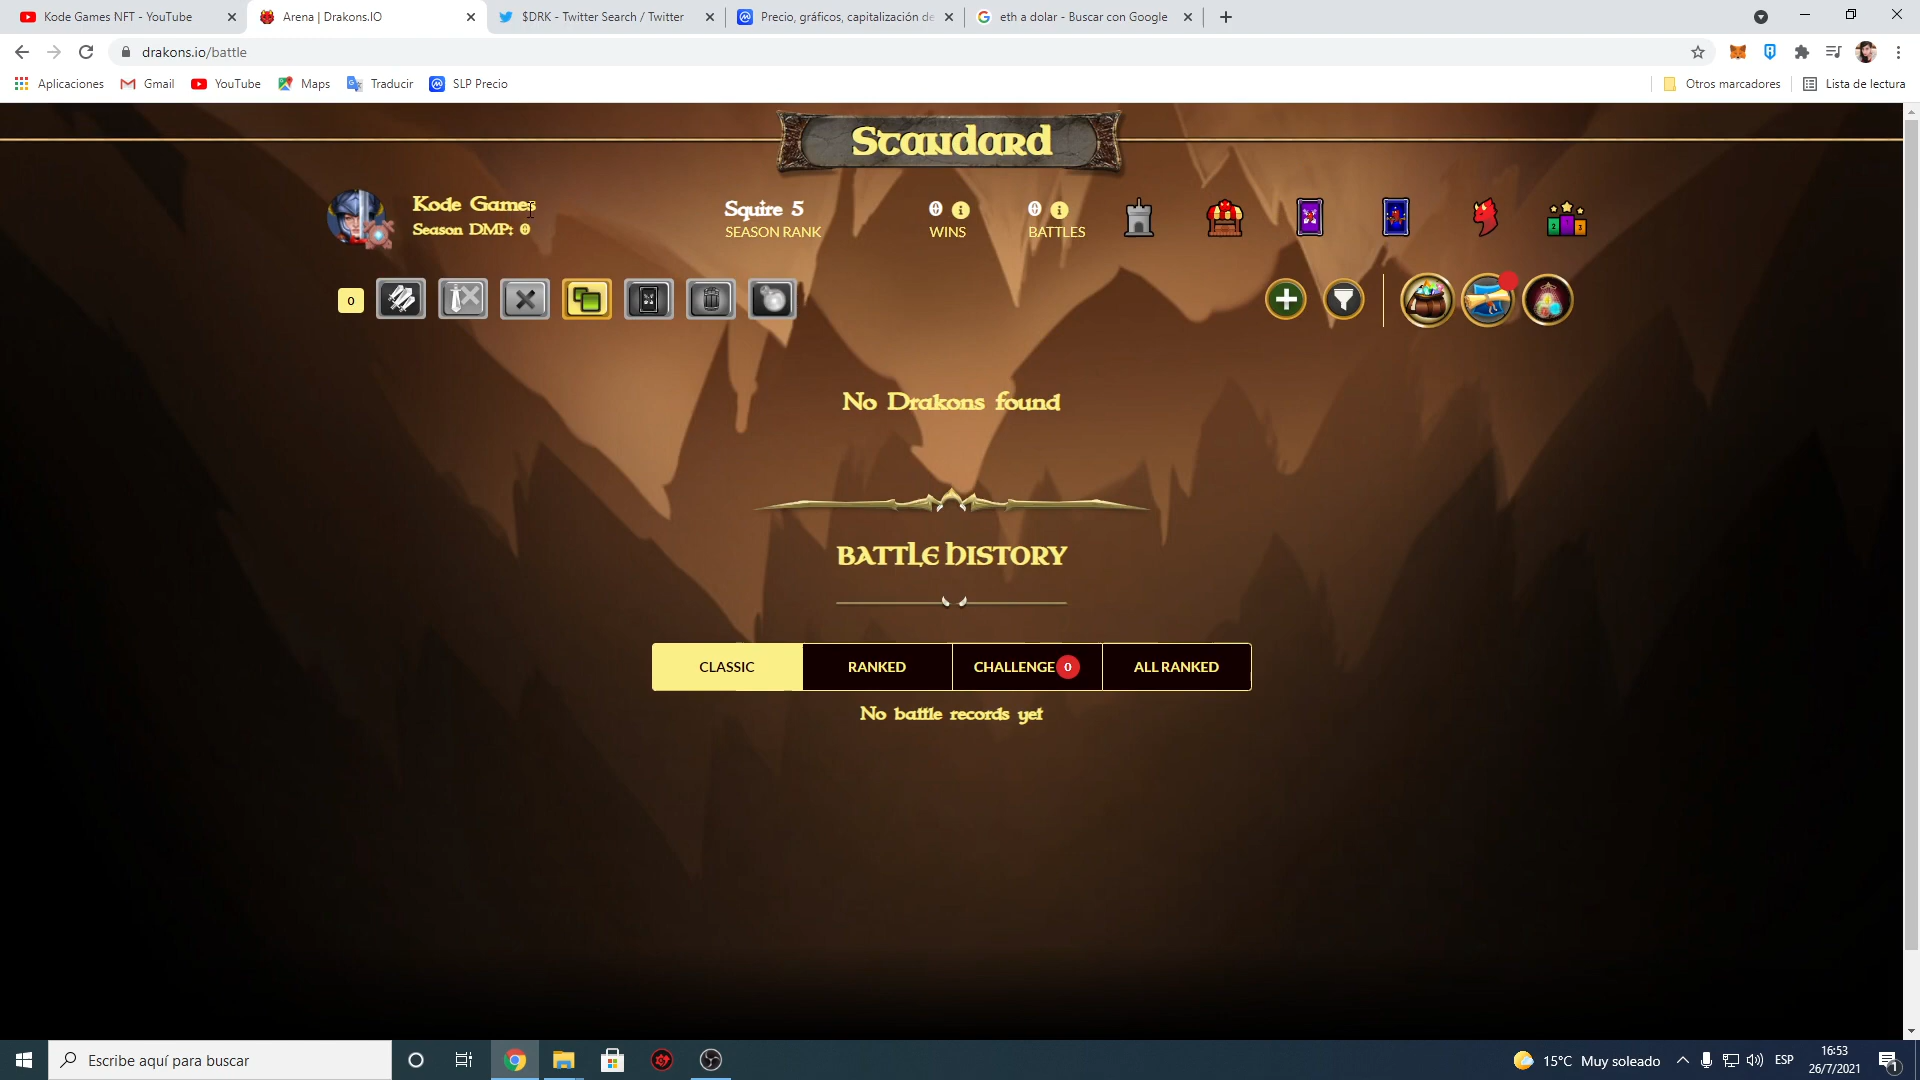 Kode Games NFT - YouTube
Arena | Drakons.IO
$DRK - Twitter Search / Twitter
Precio, gráficos, capitalización de
eth a dolar - Buscar con Google
drakons.io/battle
Aplicaciones
Gmail
YouTube
Maps
Traducir
SLP Precio
Otros marcadores
Lista de lectura
Standard
Kode Games
Season DMP: 0
Squire 5
SEASON RANK
0
WINS
0
BATTLES
0
No Drakons found
BATTLE HISTORY
CLASSIC
RANKED
CHALLENGE 0
ALL RANKED
No battle records yet
Escribe aquí para buscar
15°C Muy soleado
ESP
16:53
26/7/2021
1